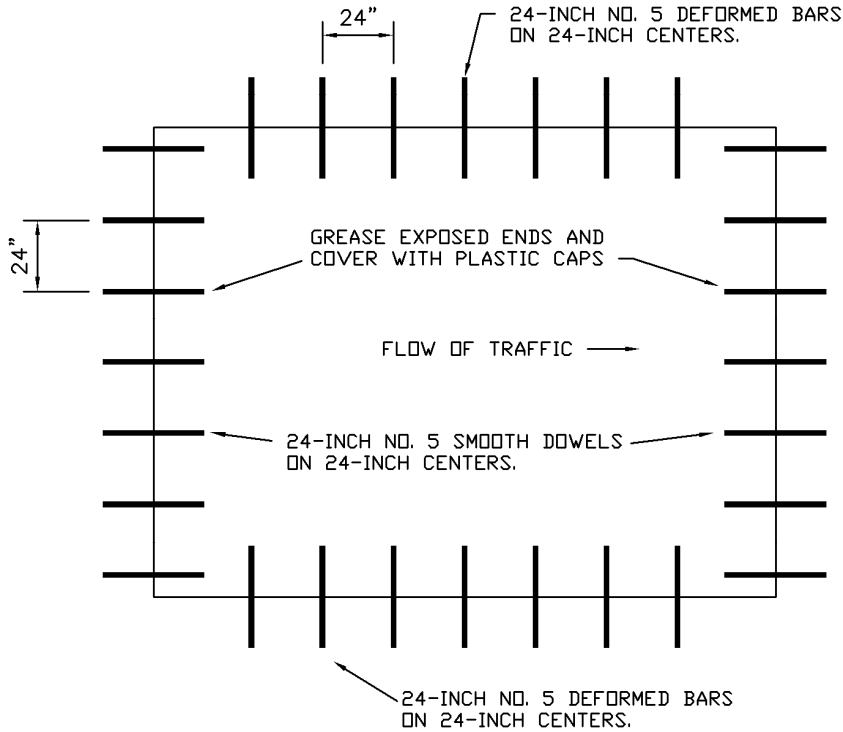 24"
24-INCH NO. 5 DEFORMED BARS
ON 24-INCH CENTERS.
24"
GREASE EXPOSED ENDS AND
COVER WITH PLASTIC CAPS
FLOW OF TRAFFIC
24-INCH NO. 5 SMOOTH DOWELS
ON 24-INCH CENTERS.
24-INCH NO. 5 DEFORMED BARS
ON 24-INCH CENTERS.